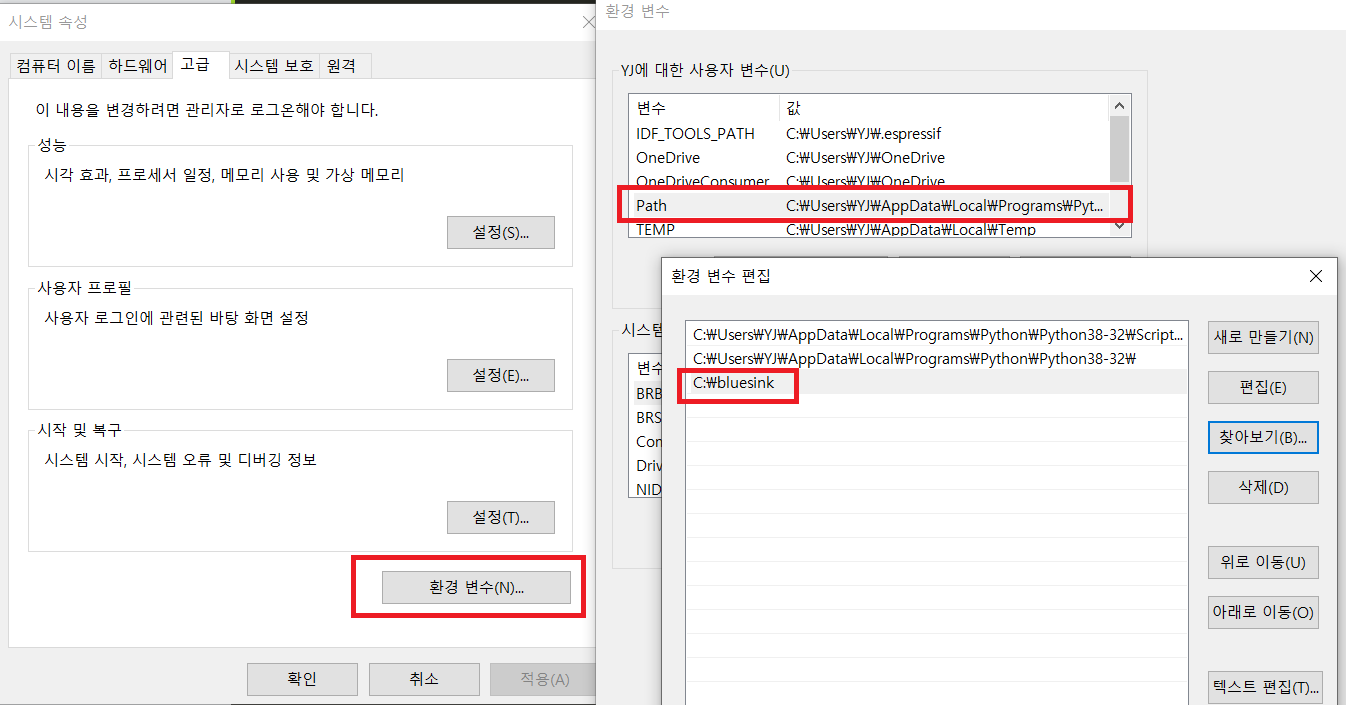 시스템 속성
컴퓨터 이름 하드웨어 고급 시스템 보호 원격
이 내용을 변경하려면 관리자로 로그온해야 합니다.
성능
시각 효과, 프로세서 일정, 메모리 사용 및 가상 메모리
설정(S)...
사용자 프로필
사용자 로그인에 관련된 바탕 화면 설정
설정(E)...
시작 및 복구
시스템 시작, 시스템 오류 및 디버깅 정보
설정(T)...
환경 변수(N)...
확인 취소 적용(A)
환경 변수
YJ에 대한 사용자 변수(U)
변수 값
IDF_TOOLS_PATH C:₩Users₩YJ₩.espressif
OneDrive C:₩Users₩YJ₩OneDrive
OneDriveConsumer C:₩Users₩YJ₩OneDrive
Path C:₩Users₩YJ₩AppData₩Local₩Programs₩Pyt...
TEMP C:₩Users₩YJ₩AppData₩Local₩Temp
시스템
변수
BRB
BRS
Con
Driv
NID
환경 변수 편집
C:₩Users₩YJ₩AppData₩Local₩Programs₩Python₩Python38-32₩Script...
C:₩Users₩YJ₩AppData₩Local₩Programs₩Python₩Python38-32₩
C:₩bluesink
새로 만들기(N)
편집(E)
찾아보기(B)...
삭제(D)
위로 이동(U)
아래로 이동(O)
텍스트 편집(T)...